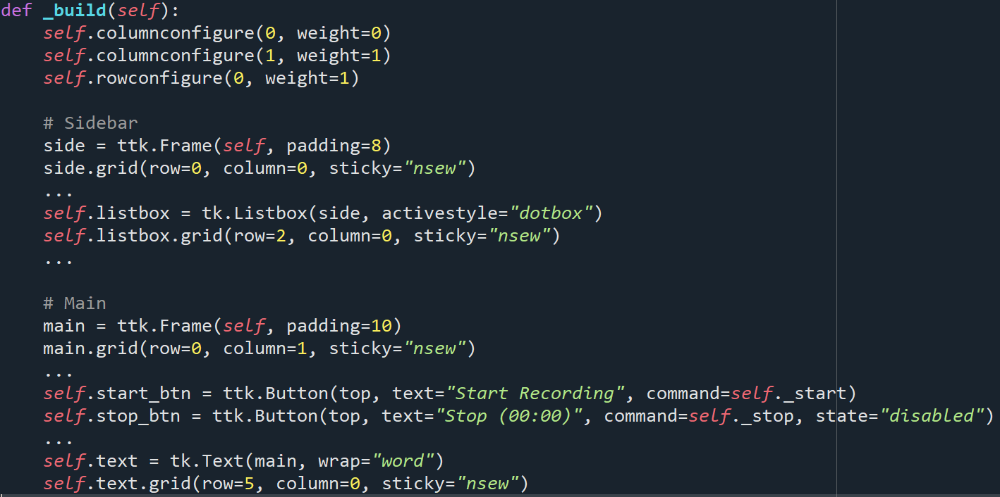 def _build(self):
    self.columnconfigure(0, weight=0)
    self.columnconfigure(1, weight=1)
    self.rowconfigure(0, weight=1)

    # Sidebar
    side = ttk.Frame(self, padding=8)
    side.grid(row=0, column=0, sticky="nsew")
    ...
    self.listbox = tk.Listbox(side, activestyle="dotbox")
    self.listbox.grid(row=2, column=0, sticky="nsew")
    ...

    # Main
    main = ttk.Frame(self, padding=10)
    main.grid(row=0, column=1, sticky="nsew")
    ...
    self.start_btn = ttk.Button(top, text="Start Recording", command=self._start)
    self.stop_btn = ttk.Button(top, text="Stop (00:00)", command=self._stop, state="disabled")
    ...
    self.text = tk.Text(main, wrap="word")
    self.text.grid(row=5, column=0, sticky="nsew")